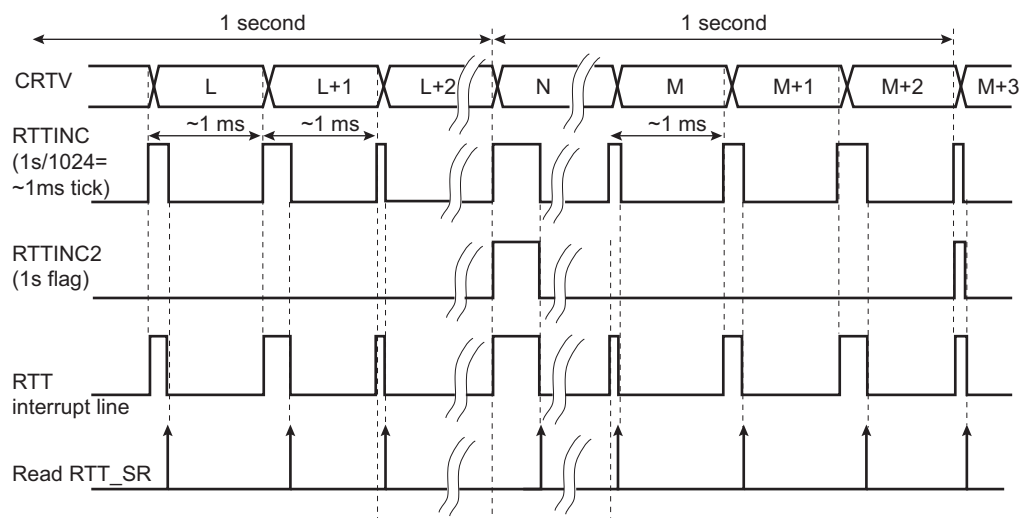 1 second 1 second
CRTV L L+1 L+2 N M M+1 M+2 M+3
~1 ms ~1 ms ~1 ms
RTTINC
(1s/1024=
~1ms tick)
RTTINC2
(1s flag)
RTT
interrupt line
Read RTT_SR